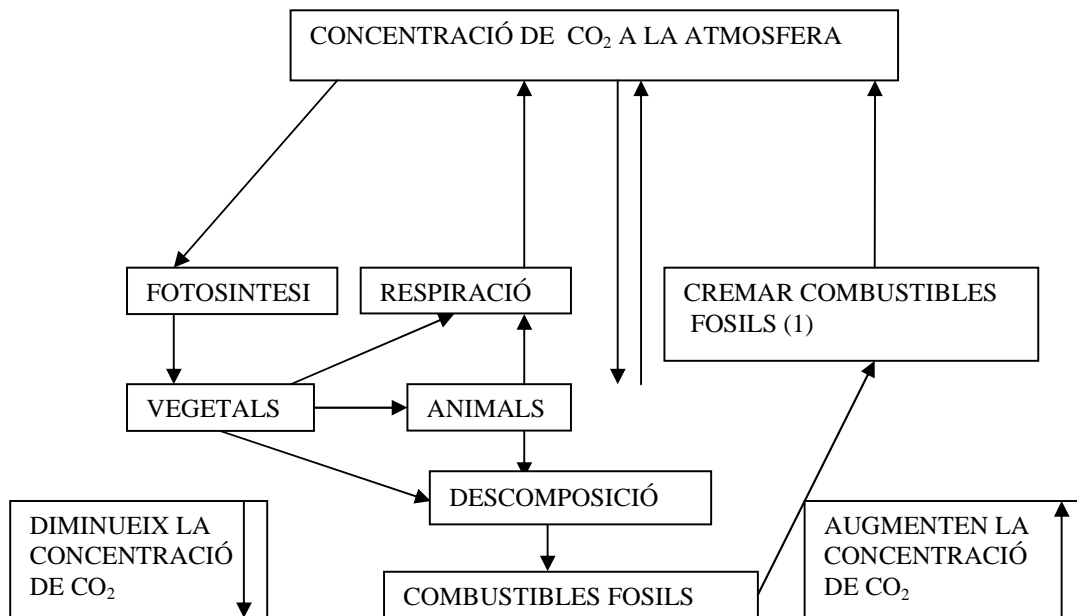 CONCENTRACIÓ DE CO₂ A LA ATMOSFERA
FOTOSINTESI
RESPIRACIÓ
CREMAR COMBUSTIBLES
FOSILS (1)
VEGETALS
ANIMALS
DESCOMPOSICIÓ
DIMINUEIX LA
CONCENTRACIÓ
DE CO₂
AUGMENTEN LA
CONCENTRACIÓ
DE CO₂
COMBUSTIBLES FOSILS